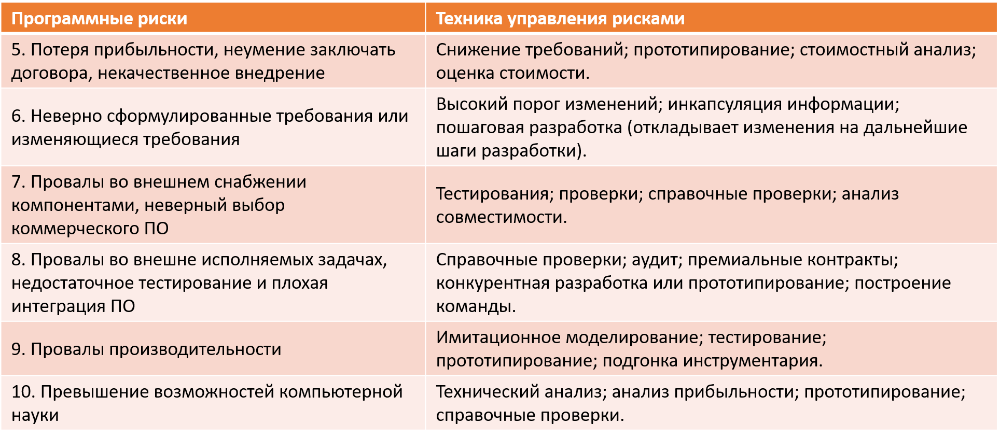 Программные риски
Техника управления рисками
5. Потеря прибыльности, неумение заключать
договора, некачественное внедрение
Снижение требований; прототипирование; стоимостный анализ;
оценка стоимости.
6. Неверно сформулированные требования или
изменяющиеся требования
Высокий порог изменений; инкапсуляция информации;
пошаговая разработка (откладывает изменения на дальнейшие
шаги разработки).
7. Провалы во внешнем снабжении
компонентами, неверный выбор
коммерческого ПО
Тестирования; проверки; справочные проверки; анализ
совместимости.
8. Провалы во внешне исполняемых задачах,
недостаточное тестирование и плохая
интеграция ПО
Справочные проверки; аудит; премиальные контракты;
конкурентная разработка или прототипирование; построение
команды.
9. Провалы производительности
Имитационное моделирование; тестирование;
прототипирование; подгонка инструментария.
10. Превышение возможностей компьютерной
науки
Технический анализ; анализ прибыльности; прототипирование;
справочные проверки.